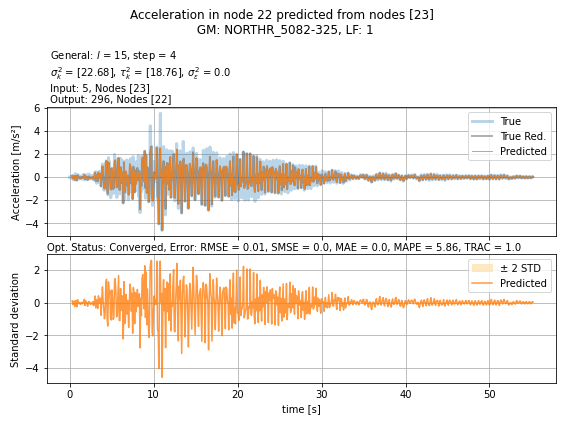 Acceleration in node 22 predicted from nodes [23]
GM: NORTHR_5082-325, LF: 1
General: l = 15, step = 4
σ²ₖ = [22.68], τ²ₖ = [18.76], σ²ε = 0.0
Input: 5, Nodes [23]
Output: 296, Nodes [22]
6
4
2
0
−2
−4
Acceleration [m/s²]
True
True Red.
Predicted
Opt. Status: Converged, Error: RMSE = 0.01, SMSE = 0.0, MAE = 0.0, MAPE = 5.86, TRAC = 1.0
2
0
−2
−4
Standard deviation
± 2 STD
Predicted
0 10 20 30 40 50
time [s]